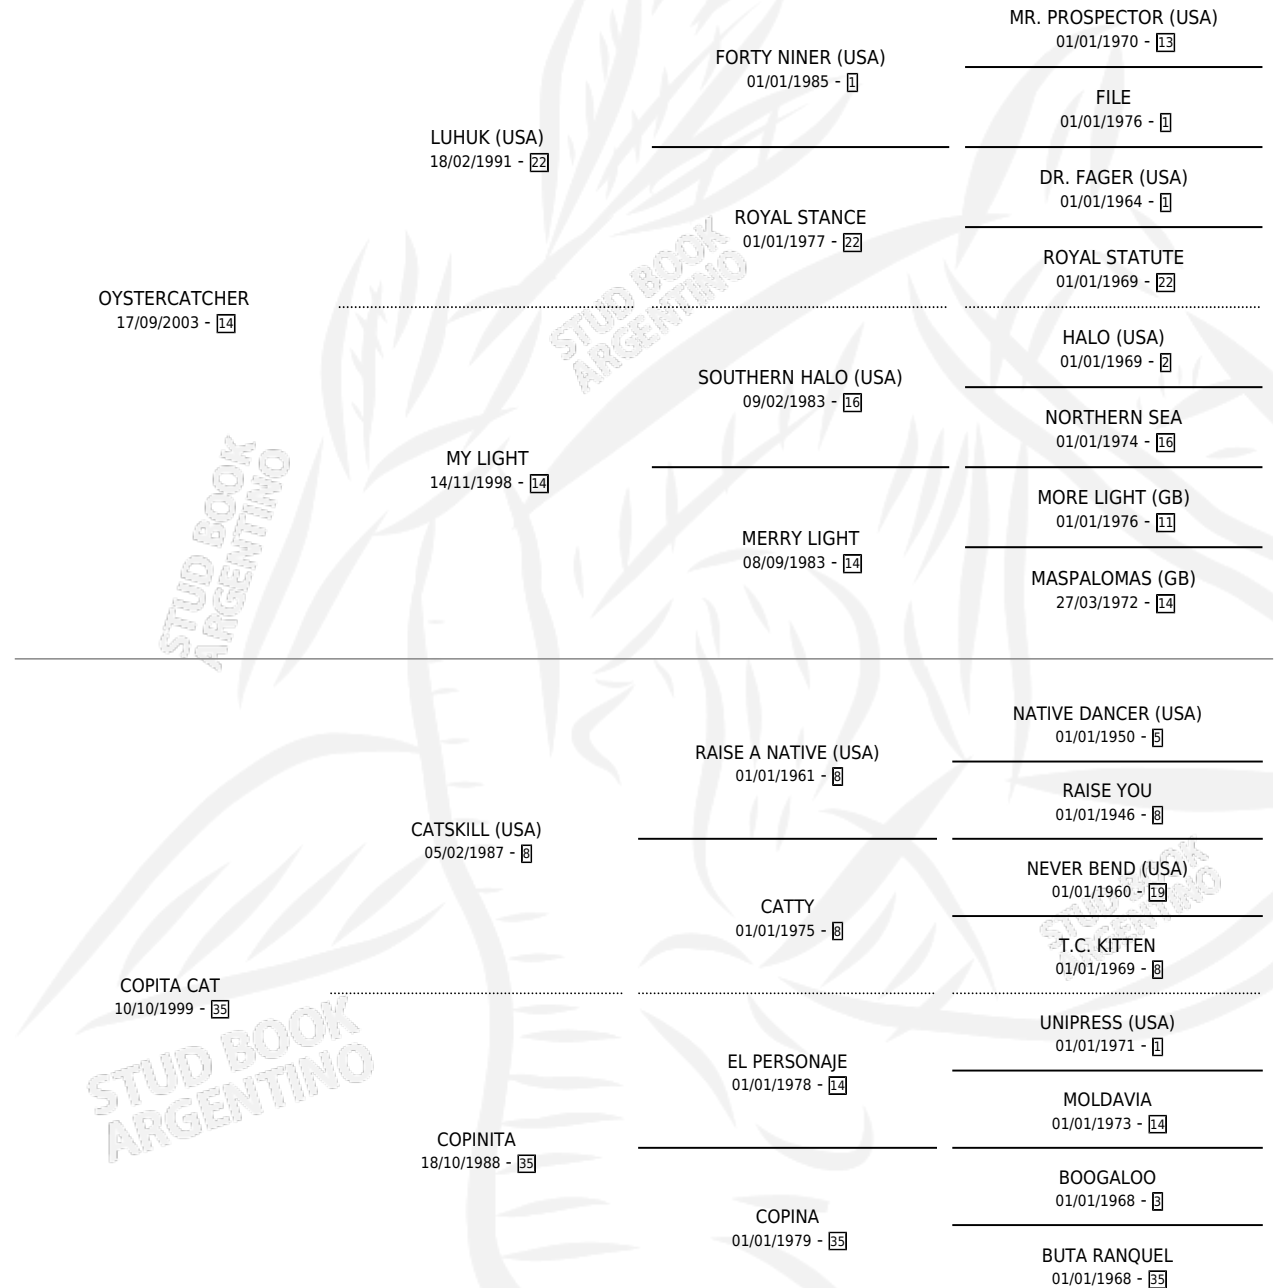 MR. PROSPECTOR (USA)
01/01/1970 - 13
FORTY NINER (USA)
01/01/1985 - 1
FILE
01/01/1976 - 1
LUHUK (USA)
18/02/1991 - 22
DR. FAGER (USA)
01/01/1964 - 1
ROYAL STANCE
01/01/1977 - 22
ROYAL STATUTE
01/01/1969 - 22
OYSTERCATCHER
17/09/2003 - 14
STUD BOOK
ARGENTINO
HALO (USA)
01/01/1969 - 2
SOUTHERN HALO (USA)
09/02/1983 - 16
NORTHERN SEA
01/01/1974 - 16
MY LIGHT
14/11/1998 - 14
MORE LIGHT (GB)
01/01/1976 - 11
MERRY LIGHT
08/09/1983 - 14
MASPALOMAS (GB)
27/03/1972 - 14
STUD BOOK
ARGENTINO
NATIVE DANCER (USA)
01/01/1950 - 5
RAISE A NATIVE (USA)
01/01/1961 - 8
RAISE YOU
01/01/1946 - 8
CATSKILL (USA)
05/02/1987 - 8
NEVER BEND (USA)
01/01/1960 - 19
CATTY
01/01/1975 - 8
STUD BOOK
ARGENTINO
T.C. KITTEN
01/01/1969 - 8
COPITA CAT
10/10/1999 - 35
UNIPRESS (USA)
01/01/1971 - 1
EL PERSONAJE
01/01/1978 - 14
MOLDAVIA
01/01/1973 - 14
STUD BOOK
ARGENTINO
COPINITA
18/10/1988 - 35
BOOGALOO
01/01/1968 - 3
COPINA
01/01/1979 - 35
BUTA RANQUEL
01/01/1968 - 35